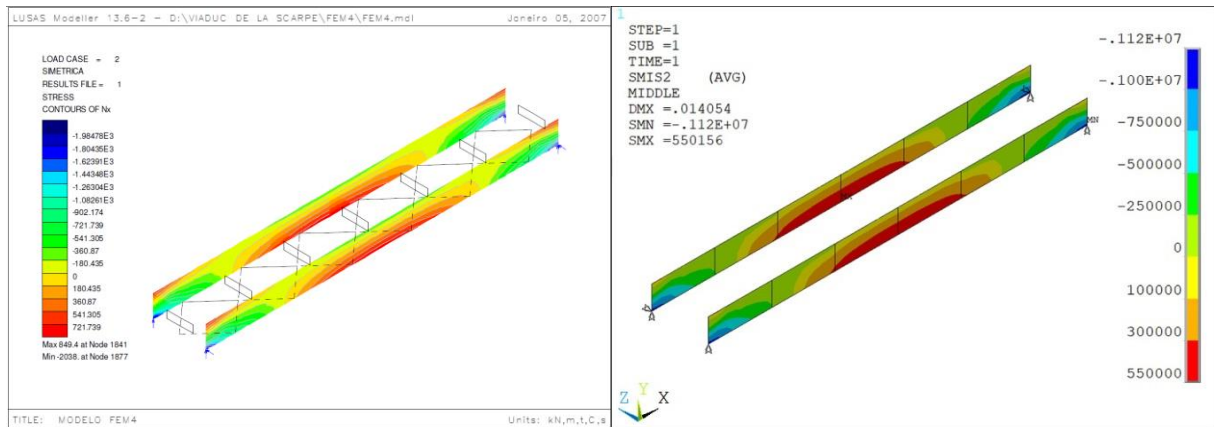 LUSAS Modeller 13.6-2 - D:\VIADUC DE LA SCARPE\FEM4\FEM4.mdl Janeiro 05, 2007
LOAD CASE = 2
SIMETRICA
RESULTS FILE = 1
STRESS
CONTOURS OF Nx
-1.98478E3
-1.80435E3
-1.62391E3
-1.44348E3
-1.26304E3
-1.08261E3
-902.174
-721.739
-541.305
-360.87
-180.435
0
180.435
360.87
541.305
721.739
Max 849.4 at Node 1841
Min -2038. at Node 1877
TITLE: MODELO FEM4 Units: kN,m,t,C,s
1
STEP=1
SUB =1
TIME=1
SMIS2 (AVG)
MIDDLE
DMX =.014054
SMN =-.112E+07
SMX =550156
MN
MX
Z Y X
-.112E+07
-.100E+07
-750000
-500000
-250000
0
100000
300000
550000